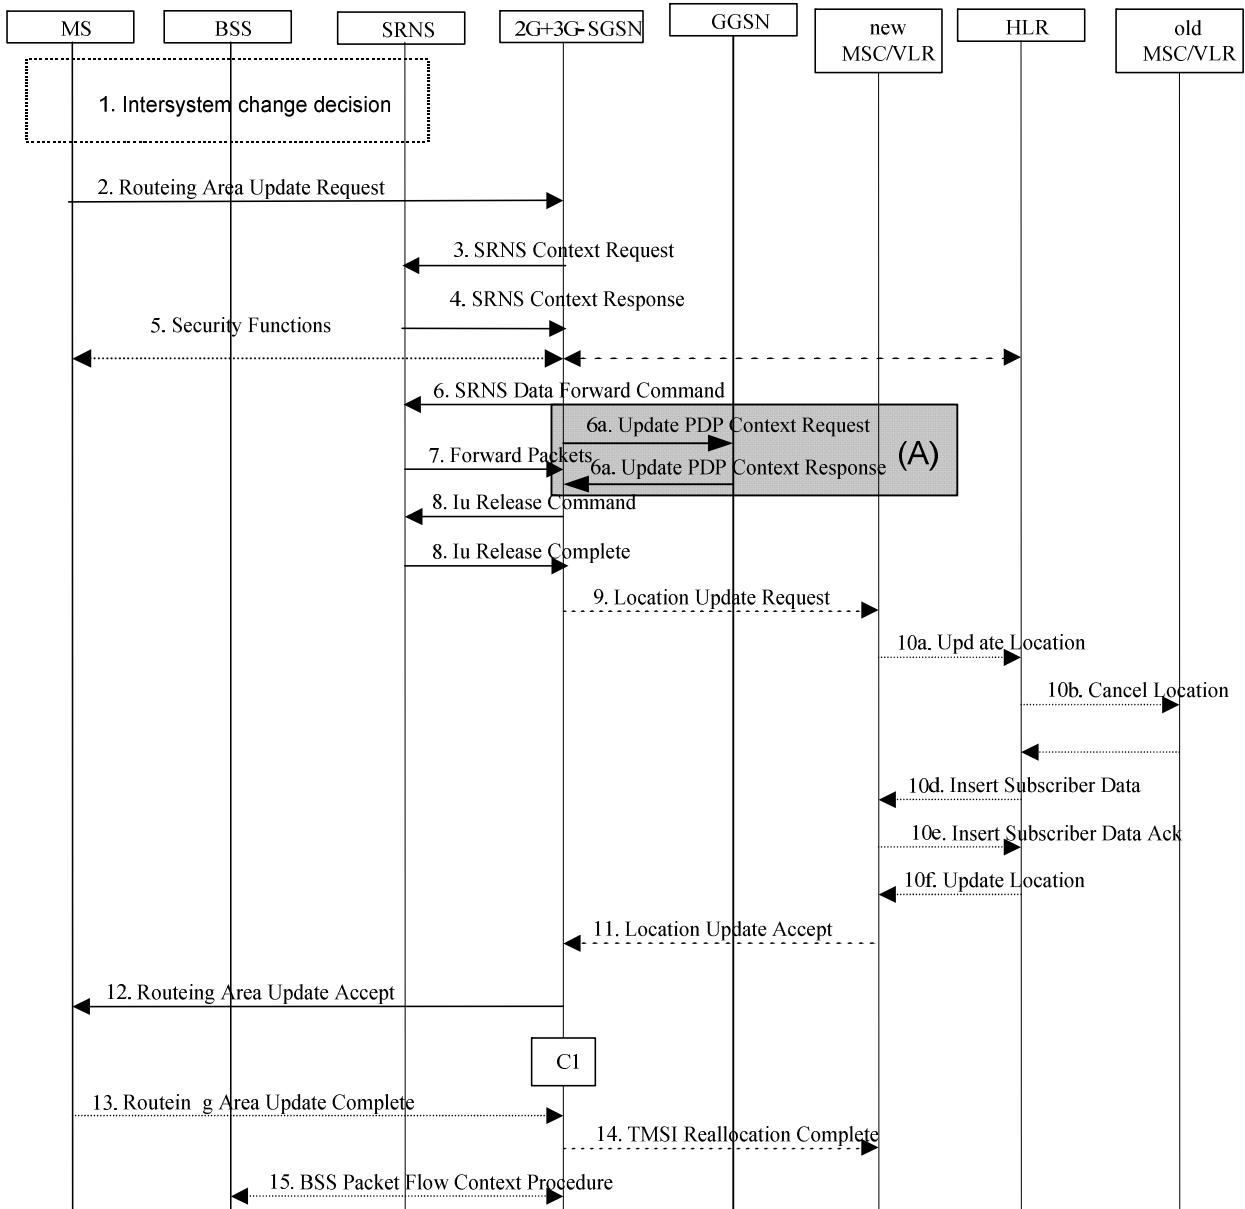 MS
BSS
SRNS
2G+3G-SGSN
GGSN
new
MSC/VLR
HLR
old
MSC/VLR
1. Intersystem change decision
2. Routeing Area Update Request
3. SRNS Context Request
4. SRNS Context Response
5. Security Functions
6. SRNS Data Forward Command
6a. Update PDP Context Request
(A)
7. Forward Packets
6a. Update PDP Context Response
8. Iu Release Command
8. Iu Release Complete
9. Location Update Request
10a. Upd ate Location
10b. Cancel Location
10d. Insert Subscriber Data
10e. Insert Subscriber Data Ack
10f. Update Location
11. Location Update Accept
12. Routeing Area Update Accept
C1
13. Routein g Area Update Complete
14. TMSI Reallocation Complete
15. BSS Packet Flow Context Procedure